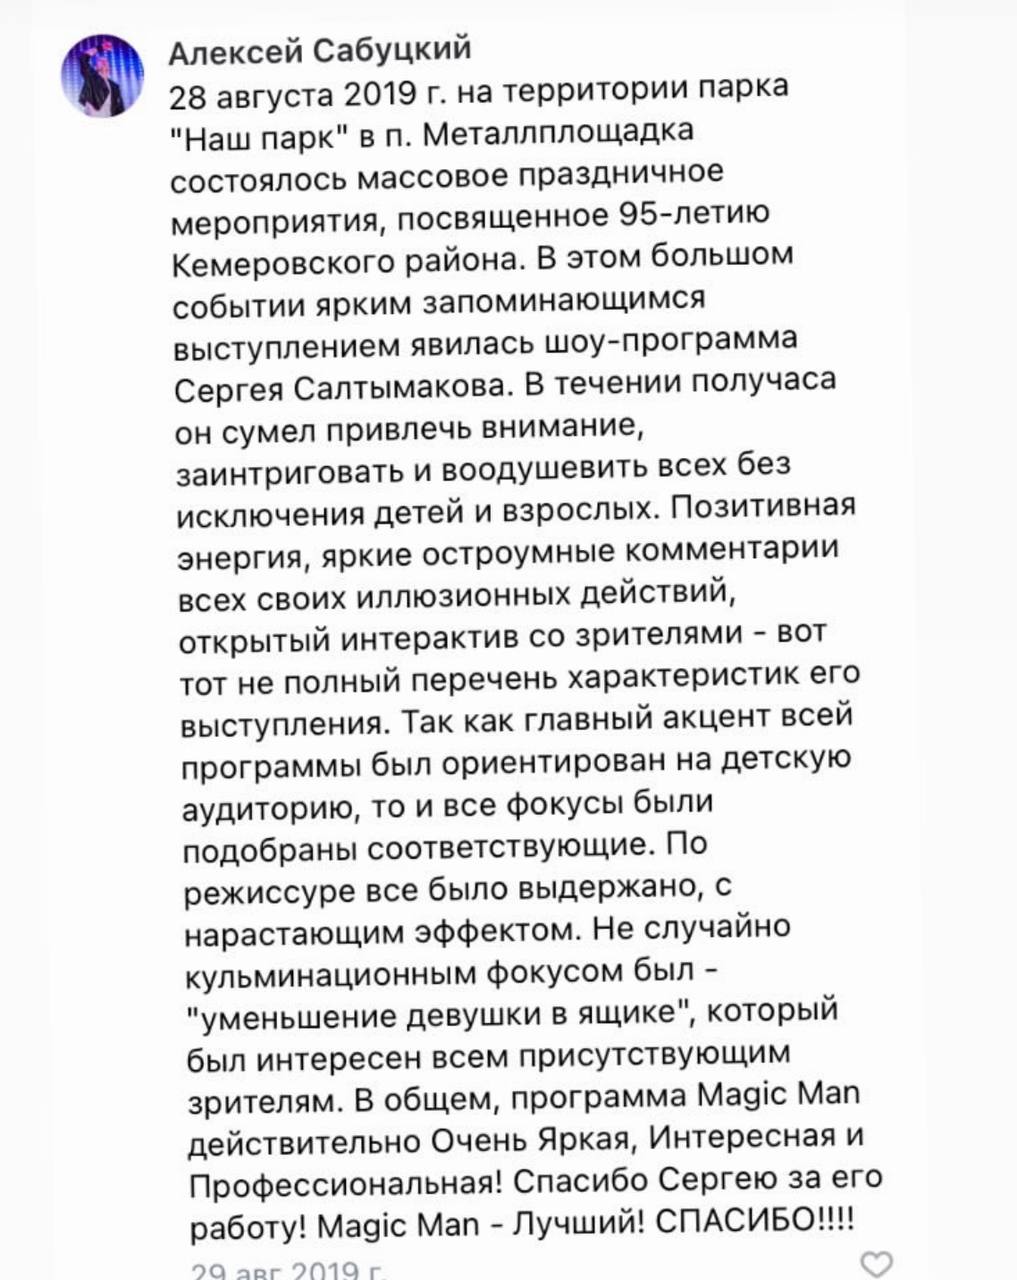 Алексей Сабуцкий
28 августа 2019 г. на территории парка
"Наш парк" в п. Металлплощадка
состоялось массовое праздничное
мероприятия, посвященное 95-летию
Кемеровского района. В этом большом
событии ярким запоминающимся
выступлением явилась шоу-программа
Сергея Салтымакова. В течении получаса
он сумел привлечь внимание,
заинтриговать и воодушевить всех без
исключения детей и взрослых. Позитивная
энергия, яркие остроумные комментарии
всех своих иллюзионных действий,
открытый интерактив со зрителями - вот
тот не полный перечень характеристик его
выступления. Так как главный акцент всей
программы был ориентирован на детскую
аудиторию, то и все фокусы были
подобраны соответствующие. По
режиссуре все было выдержано, с
нарастающим эффектом. Не случайно
кульминационным фокусом был -
"уменьшение девушки в ящике", который
был интересен всем присутствующим
зрителям. В общем, программа Magic Man
действительно Очень Яркая, Интересная и
Профессиональная! Спасибо Сергею за его
работу! Magic Man - Лучший! СПАСИБО!!!!
29 авг 2019 г.